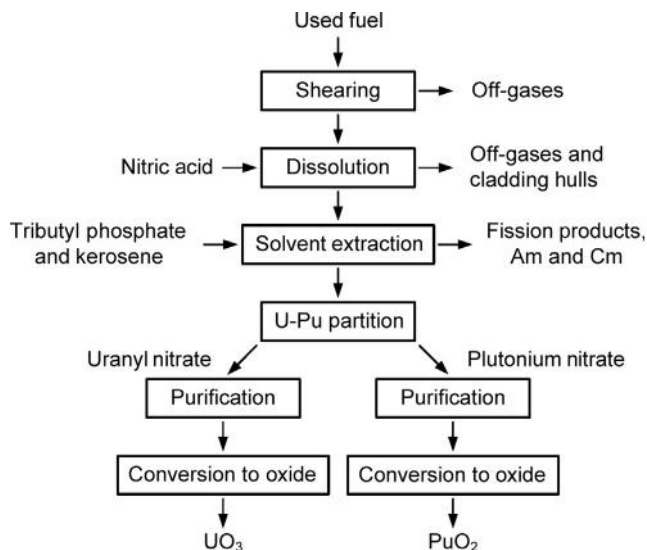 Used fuel
Shearing
Off-gases
Nitric acid
Dissolution
Off-gases and
cladding hulls
Tributyl phosphate
and kerosene
Solvent extraction
Fission products,
Am and Cm
U-Pu partition
Uranyl nitrate
Plutonium nitrate
Purification
Purification
Conversion to oxide
Conversion to oxide
UO₃
PuO₂